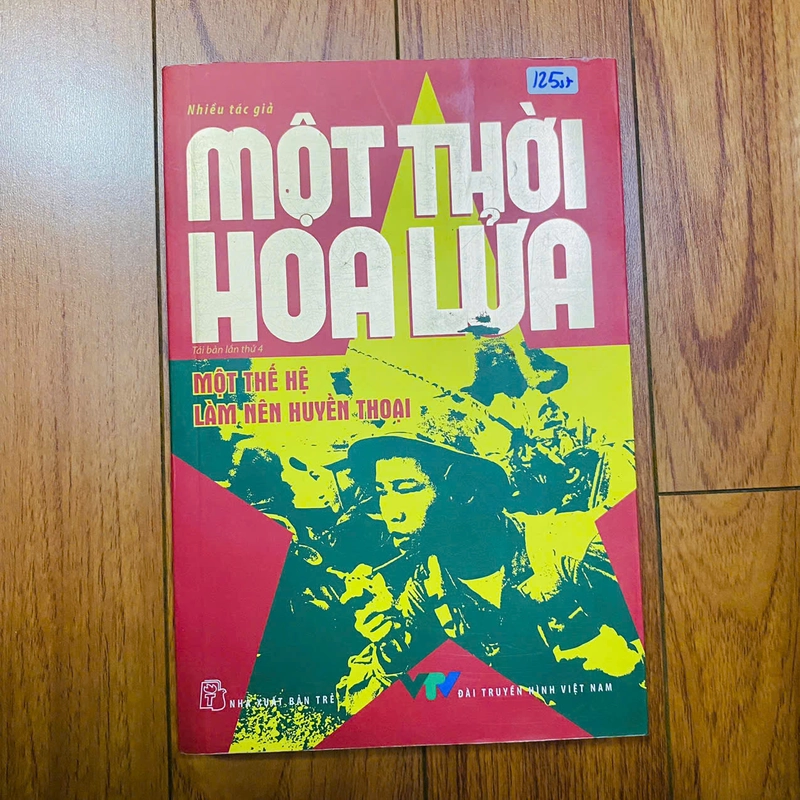 125
Nhiều tác giả
MỘT THỜI
HOA LỬA
Tái bản lần thứ 4
MỘT THẾ HỆ
LÀM NÊN HUYỀN THOẠI
NHÀ XUẤT BẢN TRẺ
VTV ĐÀI TRUYỀN HÌNH VIỆT NAM